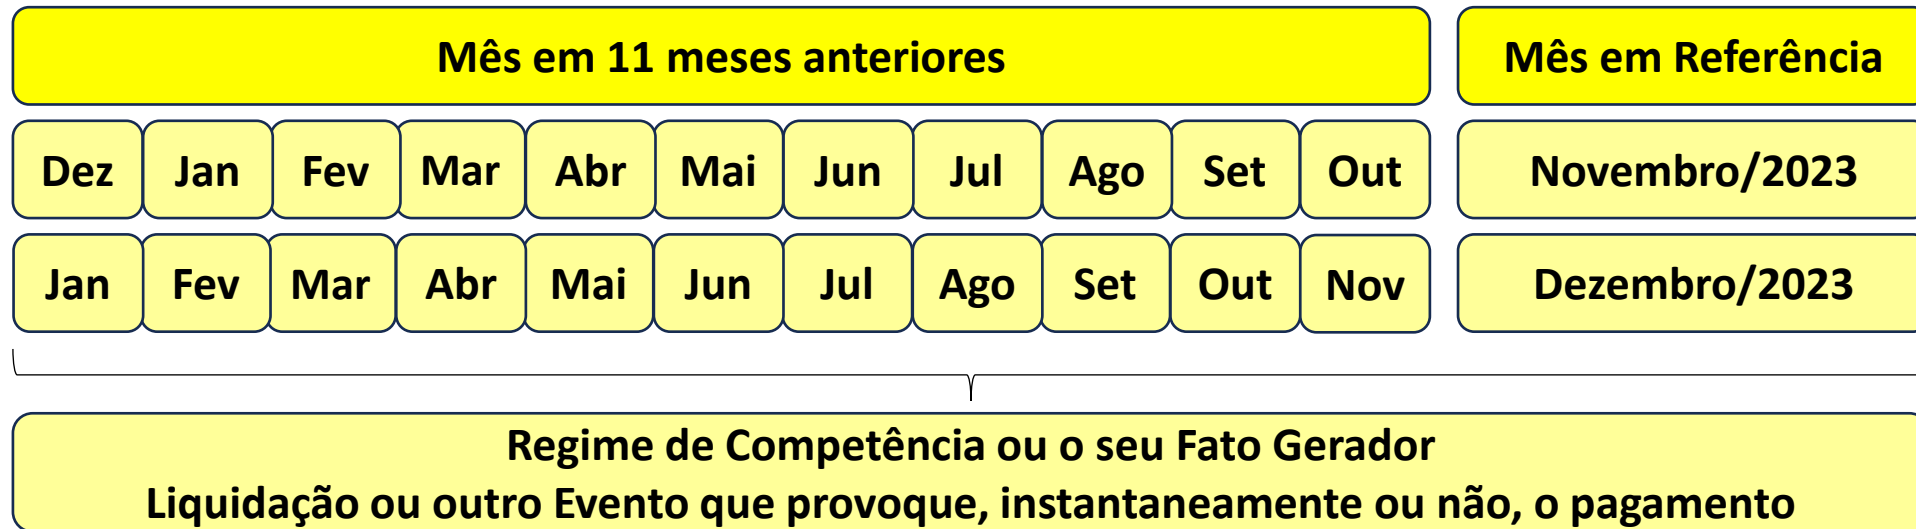 Mês em 11 meses anteriores Mês em Referência
Dez Jan Fev Mar Abr Mai Jun Jul Ago Set Out Novembro/2023
Jan Fev Mar Abr Mai Jun Jul Ago Set Out Nov Dezembro/2023
Regime de Competência ou o seu Fato Gerador
Liquidação ou outro Evento que provoque, instantaneamente ou não, o pagamento